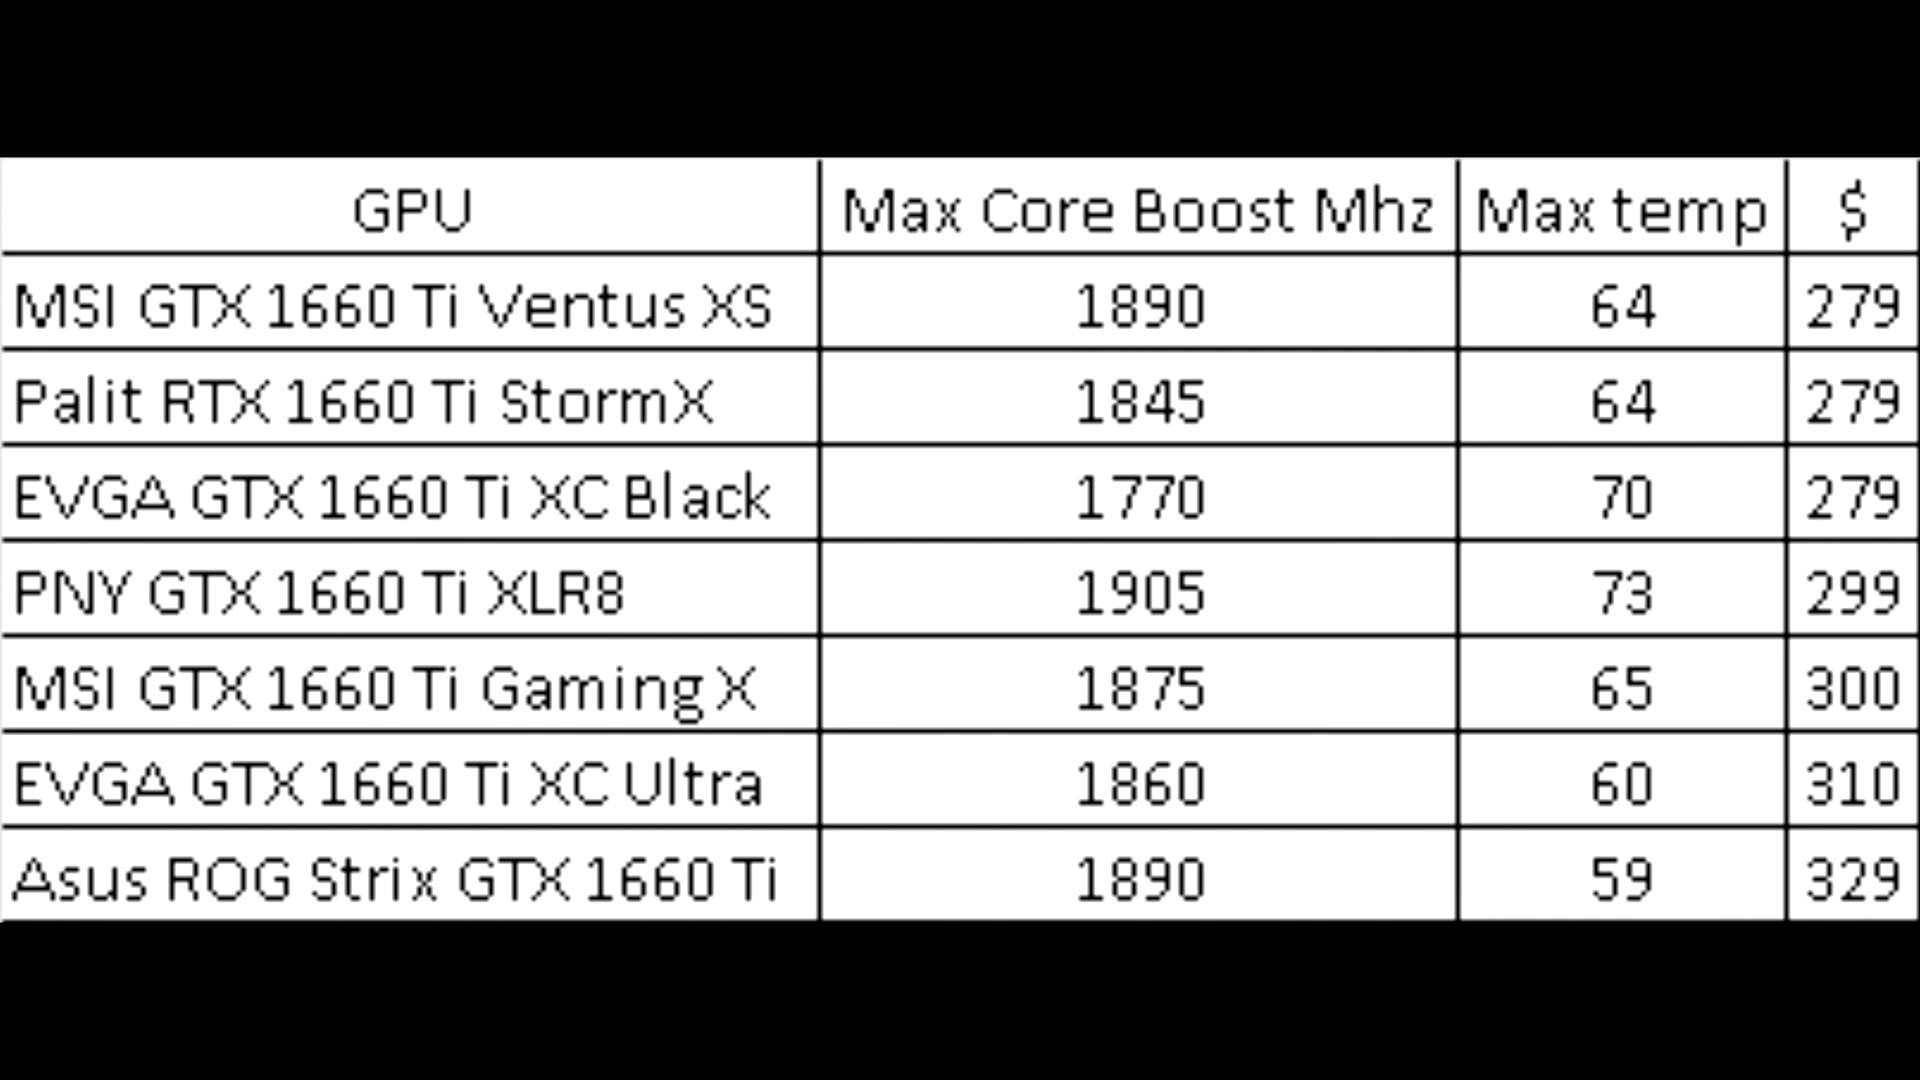 GPU Max Core Boost Mhz Max temp $
MSI GTX 1660 Ti Ventus XS 1890 64 279
Palit RTX 1660 Ti StormX 1845 64 279
EVGA GTX 1660 Ti XC Black 1770 70 279
PNY GTX 1660 Ti XLR8 1905 73 299
MSI GTX 1660 Ti Gaming X 1875 65 300
EVGA GTX 1660 Ti XC Ultra 1860 60 310
Asus ROG Strix GTX 1660 Ti 1890 59 329